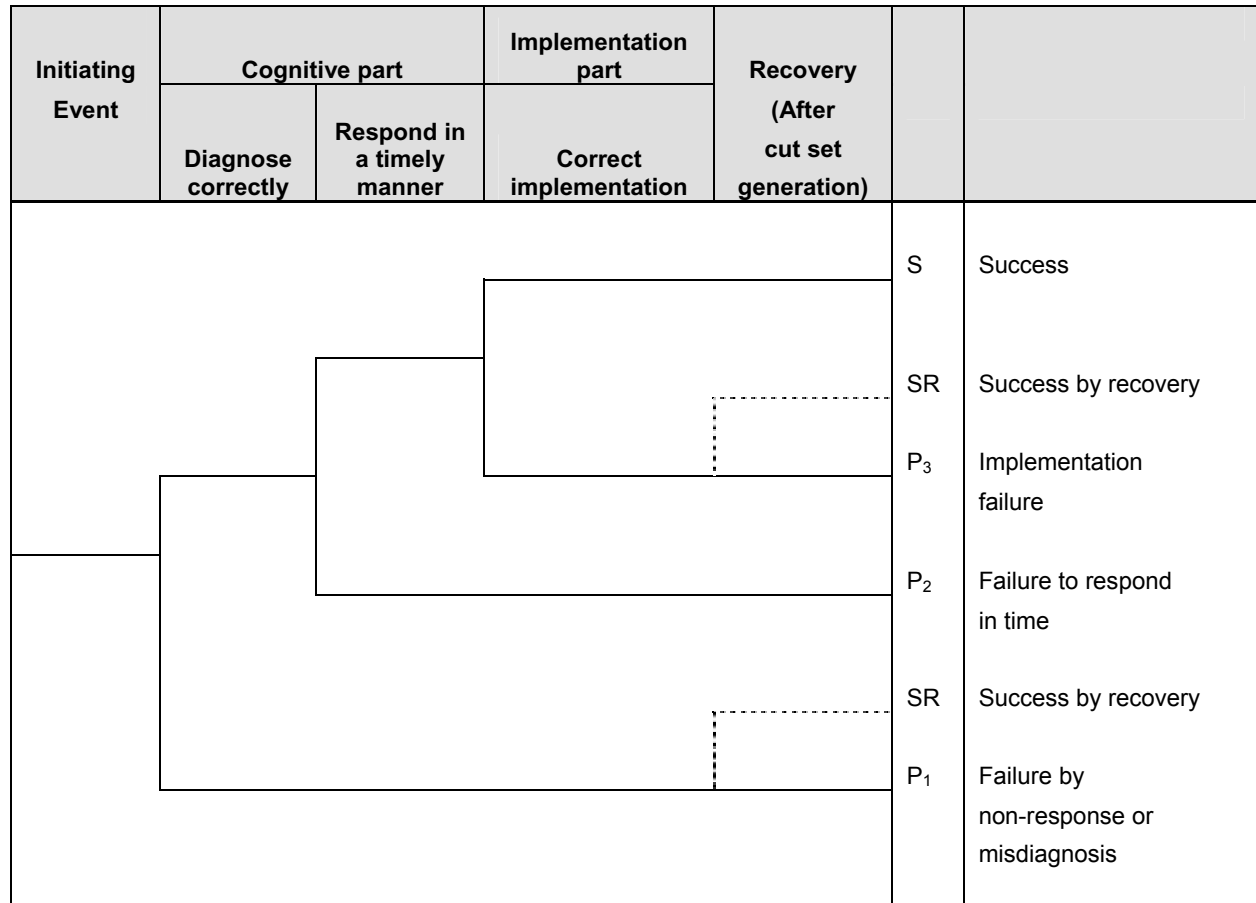 Initiating
Event
Cognitive part
Implementation
part
Recovery
(After
cut set
generation)
Diagnose
correctly
Respond in
a timely
manner
Correct
implementation
S Success
SR Success by recovery
P₃ Implementation
failure
P₂ Failure to respond
in time
SR Success by recovery
P₁ Failure by
non-response or
misdiagnosis